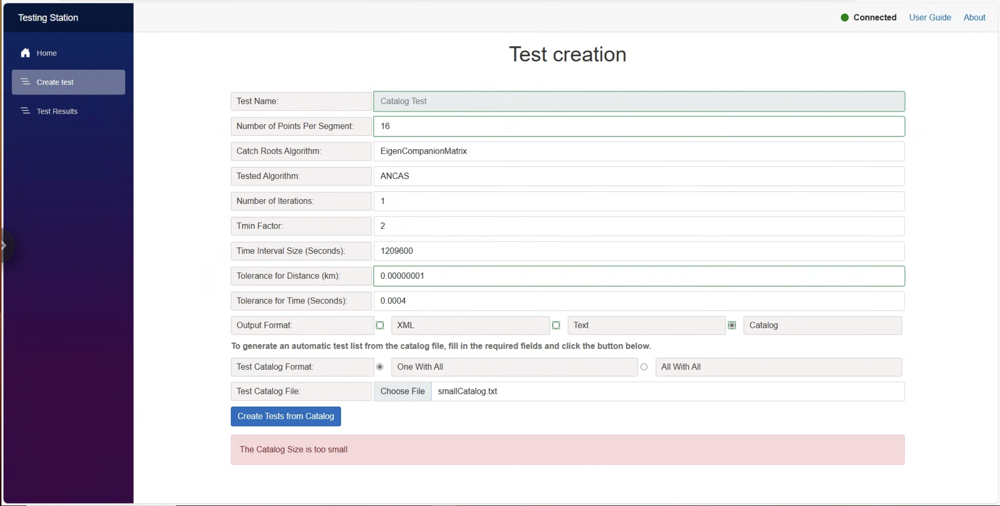 Testing Station
Connected User Guide About
Home
Create test
Test Results
Test creation
Test Name: Catalog Test
Number of Points Per Segment: 16
Catch Roots Algorithm: EigenCompanionMatrix
Tested Algorithm: ANCAS
Number of Iterations: 1
Tmin Factor: 2
Time Interval Size (Seconds): 1209600
Tolerance for Distance (km): 0.00000001
Tolerance for Time (Seconds): 0.0004
Output Format: XML Text Catalog
To generate an automatic test list from the catalog file, fill in the required fields and click the button below.
Test Catalog Format: One With All All With All
Test Catalog File: Choose File smallCatalog.txt
Create Tests from Catalog
The Catalog Size is too small